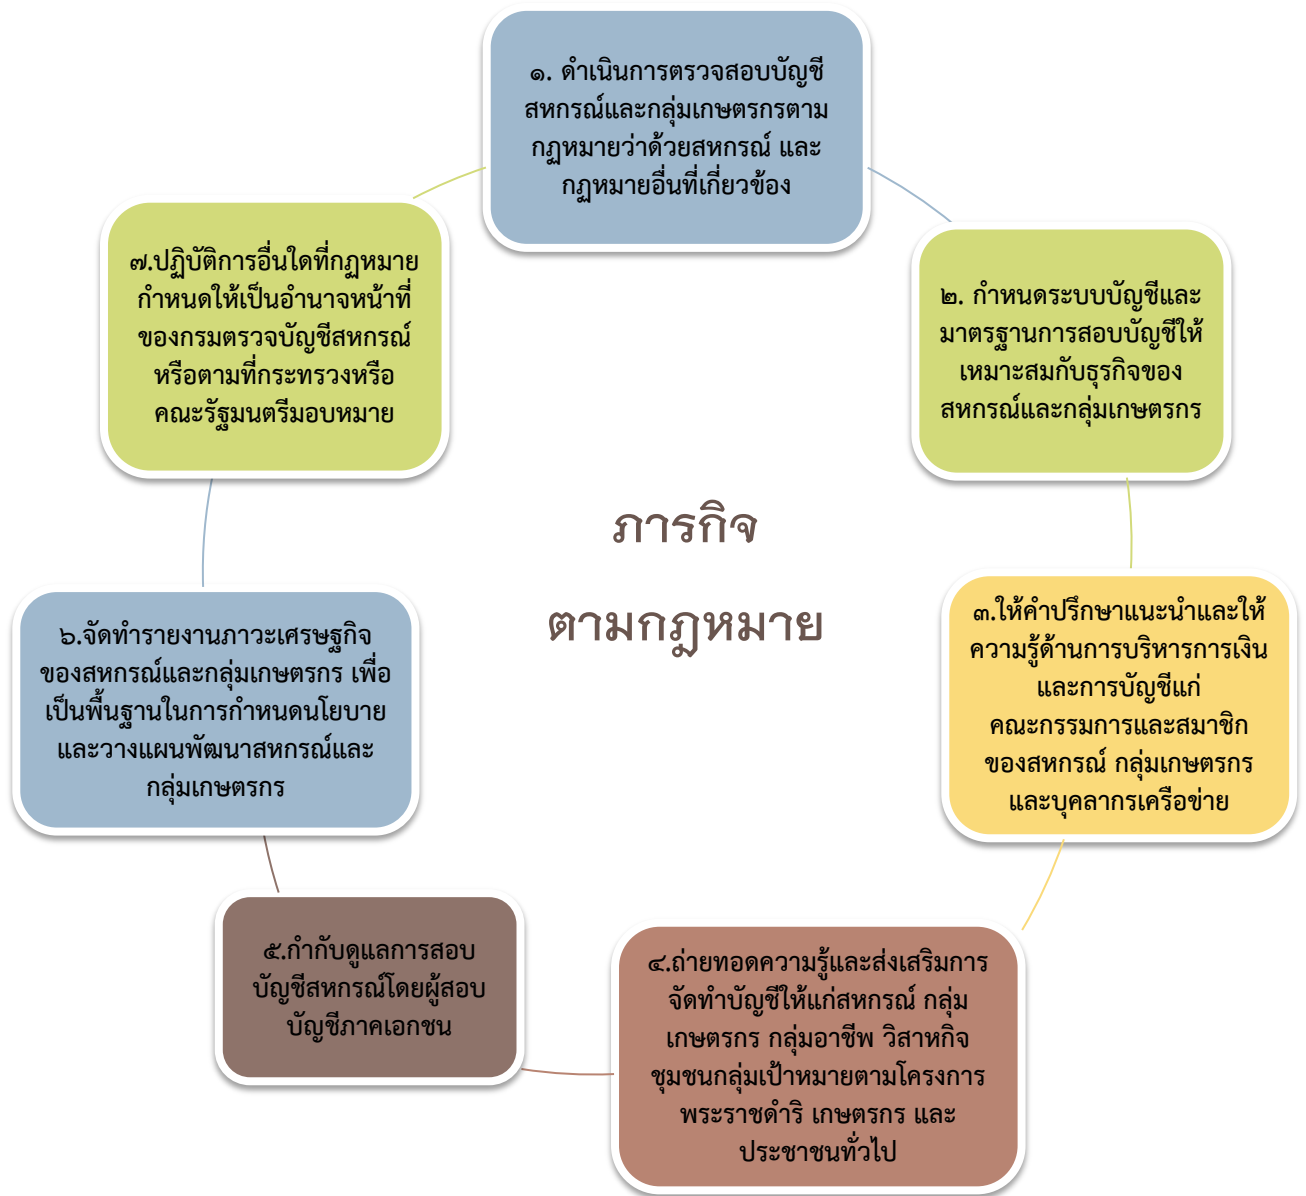 ๑. ดำเนินการตรวจสอบบัญชี
สหกรณ์และกลุ่มเกษตรกรตาม
กฎหมายว่าด้วยสหกรณ์ และ
กฎหมายอื่นที่เกี่ยวข้อง
๒. กำหนดระบบบัญชีและ
มาตรฐานการสอบบัญชีให้
เหมาะสมกับธุรกิจของ
สหกรณ์และกลุ่มเกษตรกร
๓.ให้คำปรึกษาแนะนำและให้
ความรู้ด้านการบริหารการเงิน
และการบัญชีแก่
คณะกรรมการและสมาชิก
ของสหกรณ์ กลุ่มเกษตรกร
และบุคลากรเครือข่าย
๔.ถ่ายทอดความรู้และส่งเสริมการ
จัดทำบัญชีให้แก่สหกรณ์ กลุ่ม
เกษตรกร กลุ่มอาชีพ วิสาหกิจ
ชุมชนกลุ่มเป้าหมายตามโครงการ
พระราชดำริ เกษตรกร และ
ประชาชนทั่วไป
๕.กำกับดูแลการสอบ
บัญชีสหกรณ์โดยผู้สอบ
บัญชีภาคเอกชน
๖.จัดทำรายงานภาวะเศรษฐกิจ
ของสหกรณ์และกลุ่มเกษตรกร เพื่อ
เป็นพื้นฐานในการกำหนดนโยบาย
และวางแผนพัฒนาสหกรณ์และ
กลุ่มเกษตรกร
๗.ปฏิบัติการอื่นใดที่กฎหมาย
กำหนดให้เป็นอำนาจหน้าที่
ของกรมตรวจบัญชีสหกรณ์
หรือตามที่กระทรวงหรือ
คณะรัฐมนตรีมอบหมาย
ภารกิจ
ตามกฎหมาย